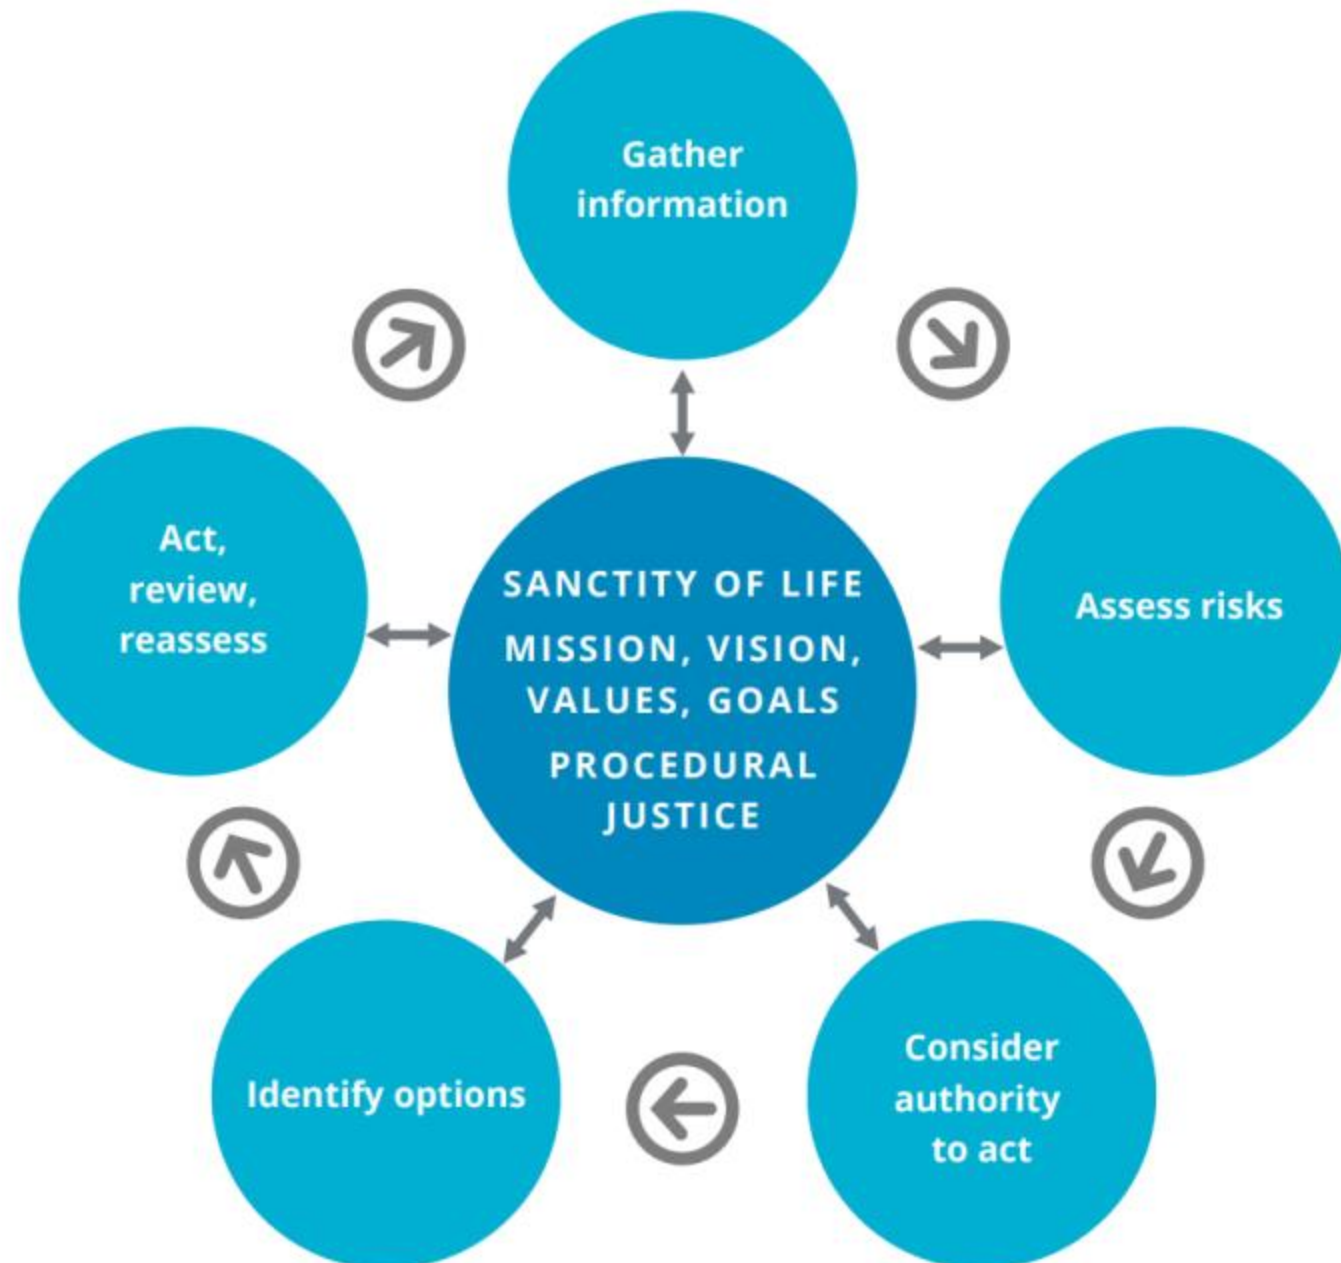 Gather
information
Assess risks
Consider
authority
to act
Identify options
Act,
review,
reassess
SANCTITY OF LIFE
MISSION, VISION,
VALUES, GOALS
PROCEDURAL
JUSTICE